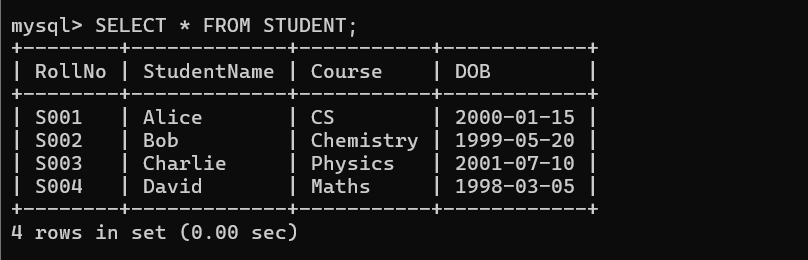 mysql> SELECT * FROM STUDENT;
+--------+-------------+-----------+------------+
| RollNo | StudentName | Course    | DOB        |
+--------+-------------+-----------+------------+
| S001   | Alice       | CS        | 2000-01-15 |
| S002   | Bob         | Chemistry | 1999-05-20 |
| S003   | Charlie     | Physics   | 2001-07-10 |
| S004   | David       | Maths     | 1998-03-05 |
+--------+-------------+-----------+------------+
4 rows in set (0.00 sec)